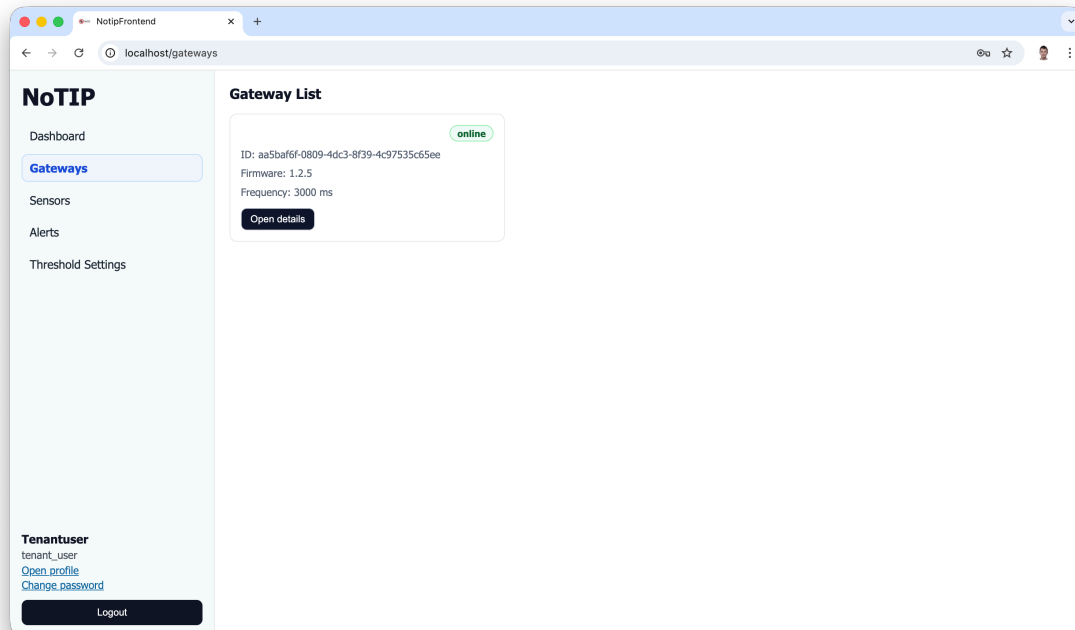 NotipFrontend
localhost/gateways
NoTIP
Dashboard
Gateways
Sensors
Alerts
Threshold Settings
Tenantuser
tenant_user
Open profile
Change password
Logout
Gateway List
online
ID: aa5baf6f-0809-4dc3-8f39-4c97535c65ee
Firmware: 1.2.5
Frequency: 3000 ms
Open details